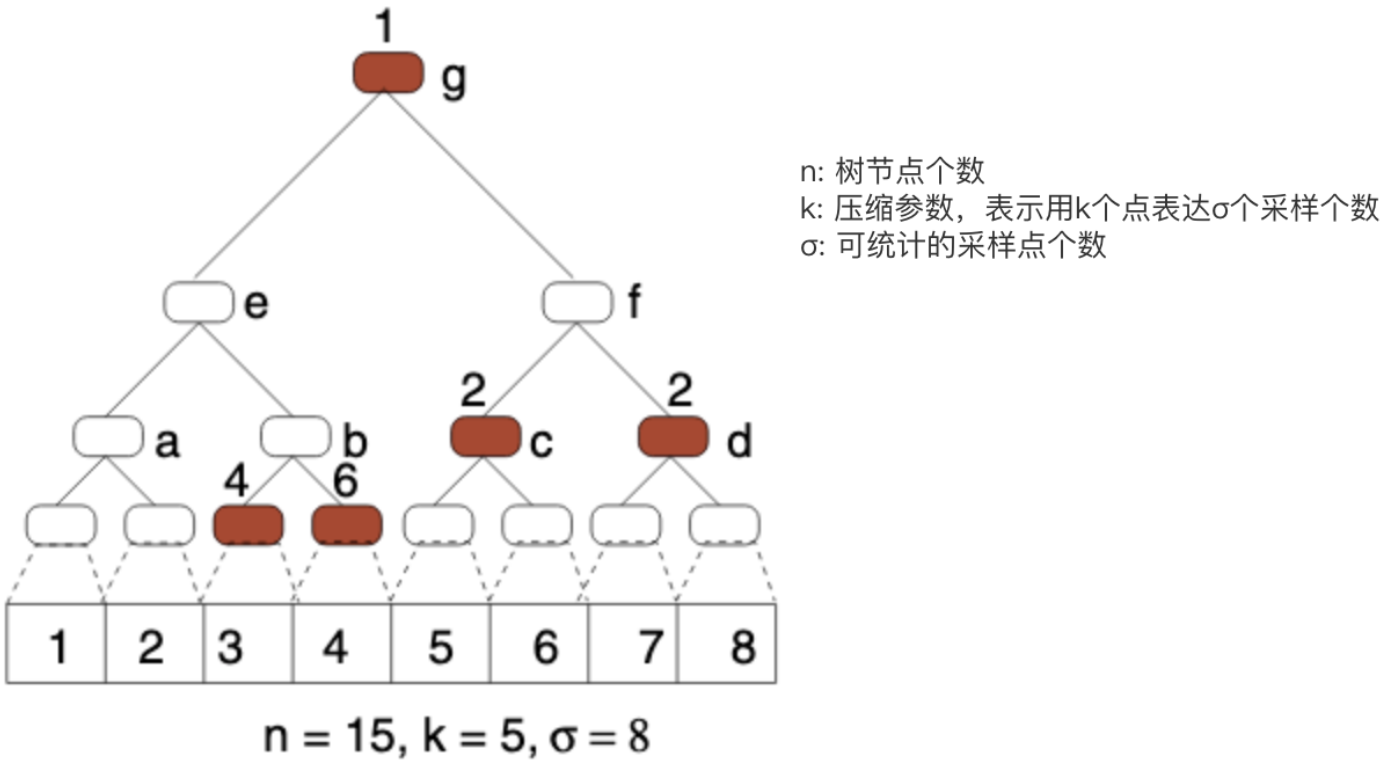 1
g
n: 树节点个数
k: 压缩参数，表示用k个点表达σ个采样个数
σ: 可统计的采样点个数
e
f
2
2
a
b
c
d
4
6
1 2 3 4 5 6 7 8
n = 15, k = 5, σ = 8